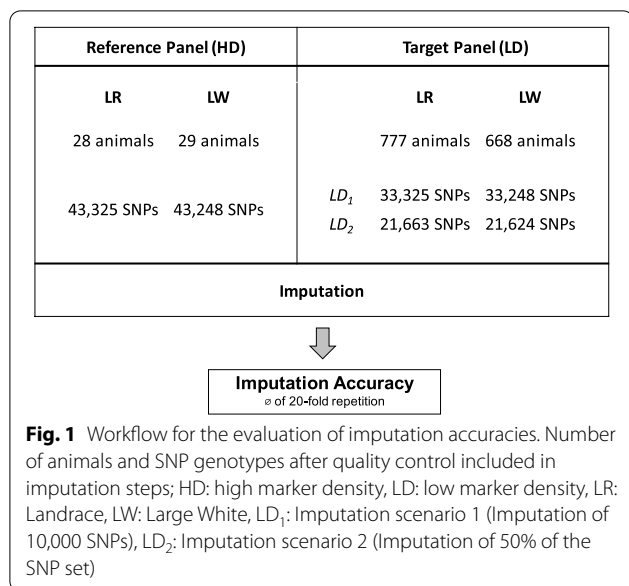 Reference Panel (HD) Target Panel (LD)
LR LW LR LW
28 animals 29 animals 777 animals 668 animals
43,325 SNPs 43,248 SNPs
LD₁ 33,325 SNPs 33,248 SNPs
LD₂ 21,663 SNPs 21,624 SNPs
Imputation
Imputation Accuracy
⌀ of 20-fold repetition
Fig. 1 Workflow for the evaluation of imputation accuracies. Number
of animals and SNP genotypes after quality control included in
imputation steps; HD: high marker density, LD: low marker density, LR:
Landrace, LW: Large White, LD₁: Imputation scenario 1 (Imputation of
10,000 SNPs), LD₂: Imputation scenario 2 (Imputation of 50% of the
SNP set)